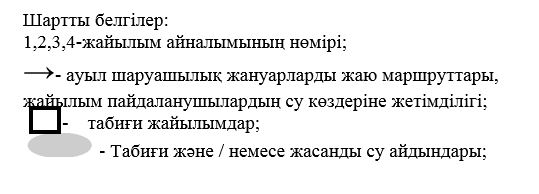 Шартты белгілер:
1,2,3,4-жайылым айналымының нөмірі;
→- ауыл шаруашылық жануарларды жаю маршруттары,
жайылым пайдаланушылардың су көздеріне жетімділігі;
- табиғи жайылымдар;
- Табиғи және / немесе жасанды су айдындары;